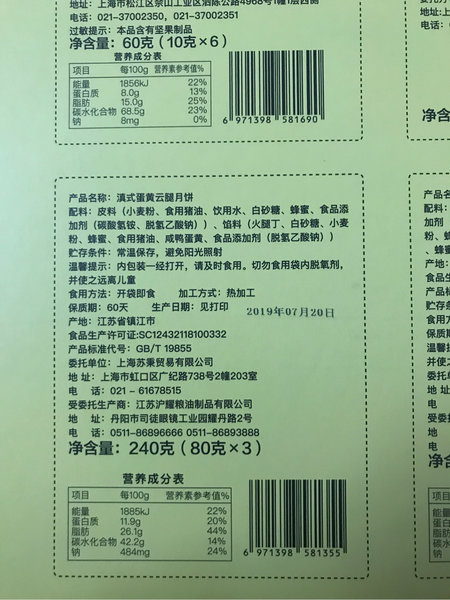 地址：上海市松江区佘山工业区泗陈公路4968号1幢1层西侧
电话：021-37002350，021-37002351
过敏提示：本品含有坚果制品
净含量：60克（10克×6）
营养成分表
项目 每100g 营养素参考值%
能量 1856kJ 22%
蛋白质 8.0g 13%
脂肪 15.0g 25%
碳水化合物 68.5g 23%
钠 8mg 0%
6 971398 581690
产品名称：滇式蛋黄云腿月饼
配料：皮料（小麦粉、食用猪油、饮用水、白砂糖、蜂蜜、食品添
加剂（碳酸氢铵、脱氢乙酸钠））、馅料（火腿丁、白砂糖、小麦
粉、蜂蜜、食用猪油、咸鸭蛋黄、食品添加剂（脱氢乙酸钠））
贮存条件：常温保存，避免阳光照射
温馨提示：内包装一经打开，请及时食用。切勿食用袋内脱氧剂，
并使之远离儿童
食用方法：开袋即食 加工方式：热加工
保质期：60天 生产日期：见打印 2019年07月20日
产地：江苏省镇江市
食品生产许可证:SC12432118100332
产品标准代号：GB/T 19855
委托单位：上海苏秉贸易有限公司
地 址：上海市虹口区广纪路738号2幢203室
电 话：021 - 61678515
受委托生产商：江苏沪耀粮油制品有限公司
地 址：丹阳市司徒眼镜工业园耀丹路2号
电 话：0511-86896666 0511-86893888
净含量：240克（80克×3）
营养成分表
项目 每100g 营养素参考值%
能量 1885kJ 22%
蛋白质 11.9g 20%
脂肪 26.1g 44%
碳水化合物 42.2g 14%
钠 484mg 24%
6 971398 581355